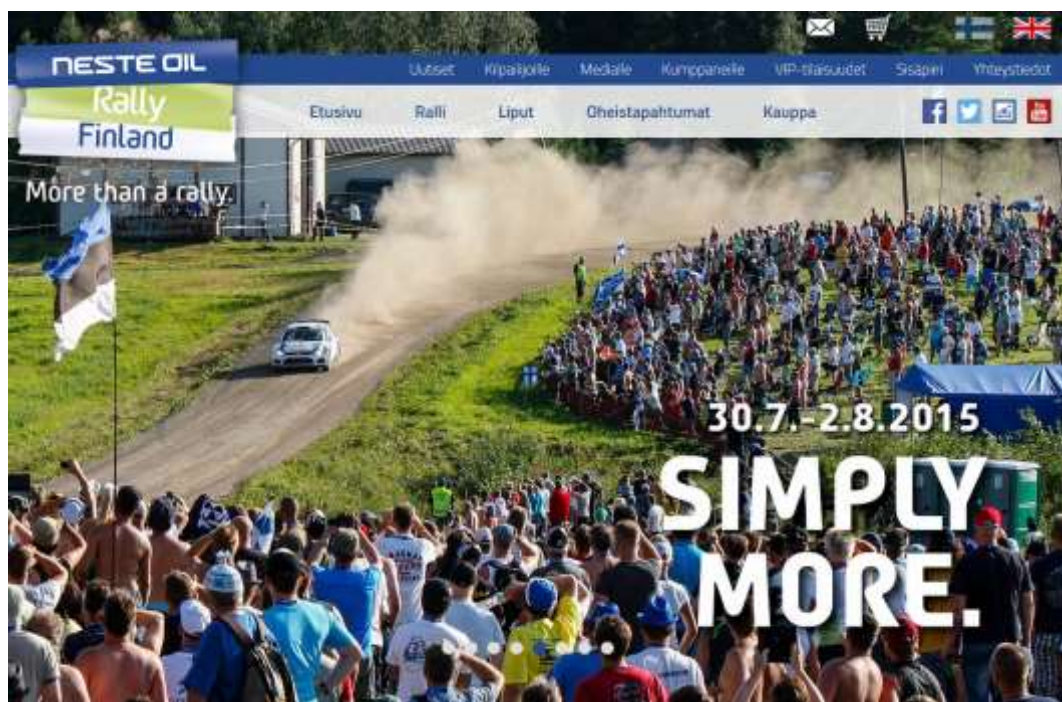 NESTE OIL
Rally
Finland
More than a rally.
Uutiset Kilpailijoille Medialle Kumppaneille VIP-tilaisuudet Sisäpiiri Yhteystiedot
Etusivu Ralli Liput Oheistapahtumat Kauppa
30.7.-2.8.2015
SIMPLY
MORE.